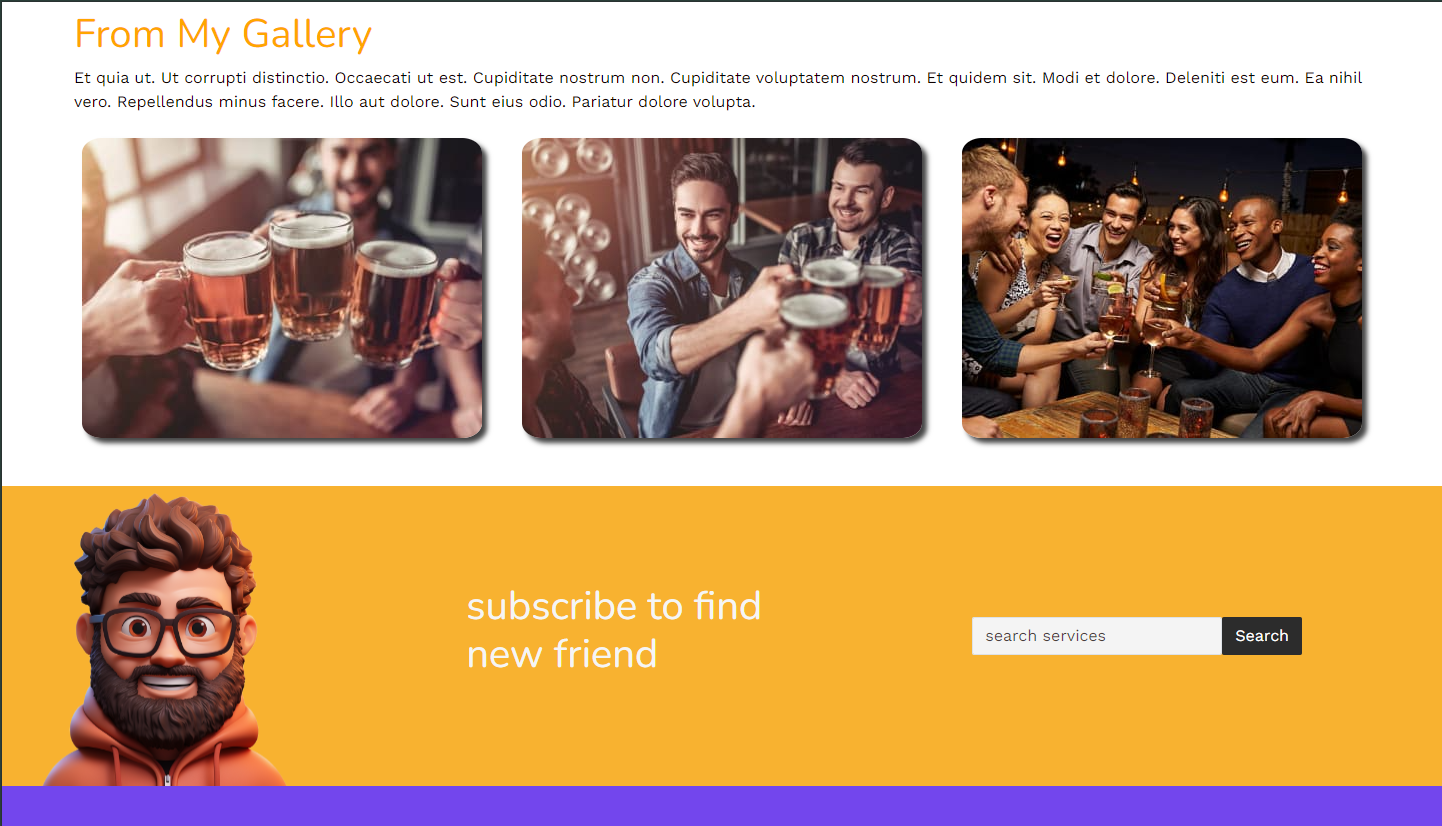 From My Gallery
Et quia ut. Ut corrupti distinctio. Occaecati ut est. Cupiditate nostrum non. Cupiditate voluptatem nostrum. Et quidem sit. Modi et dolore. Deleniti est eum. Ea nihil
vero. Repellendus minus facere. Illo aut dolore. Sunt eius odio. Pariatur dolore volupta.
subscribe to find
new friend
search services
Search